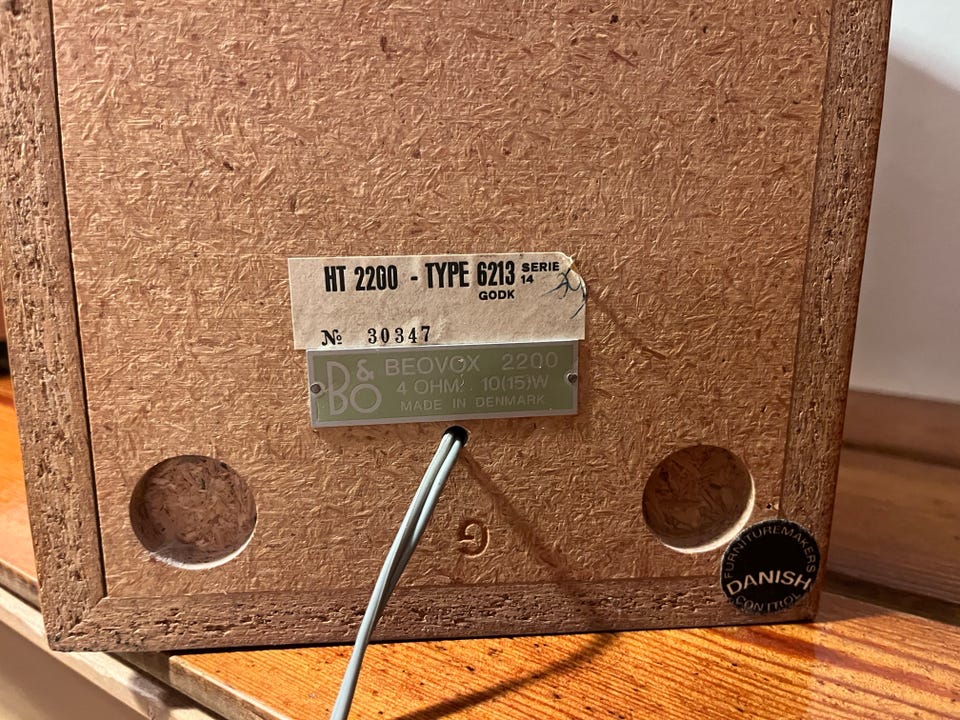 HT 2200 - TYPE 6213 SERIE 14
GODK
№ 30347
B&O
BEOVOX 2200
4 OHM. 10(15)W
MADE IN DENMARK
G
FURNITUREMAKERS
DANISH
CONTROL